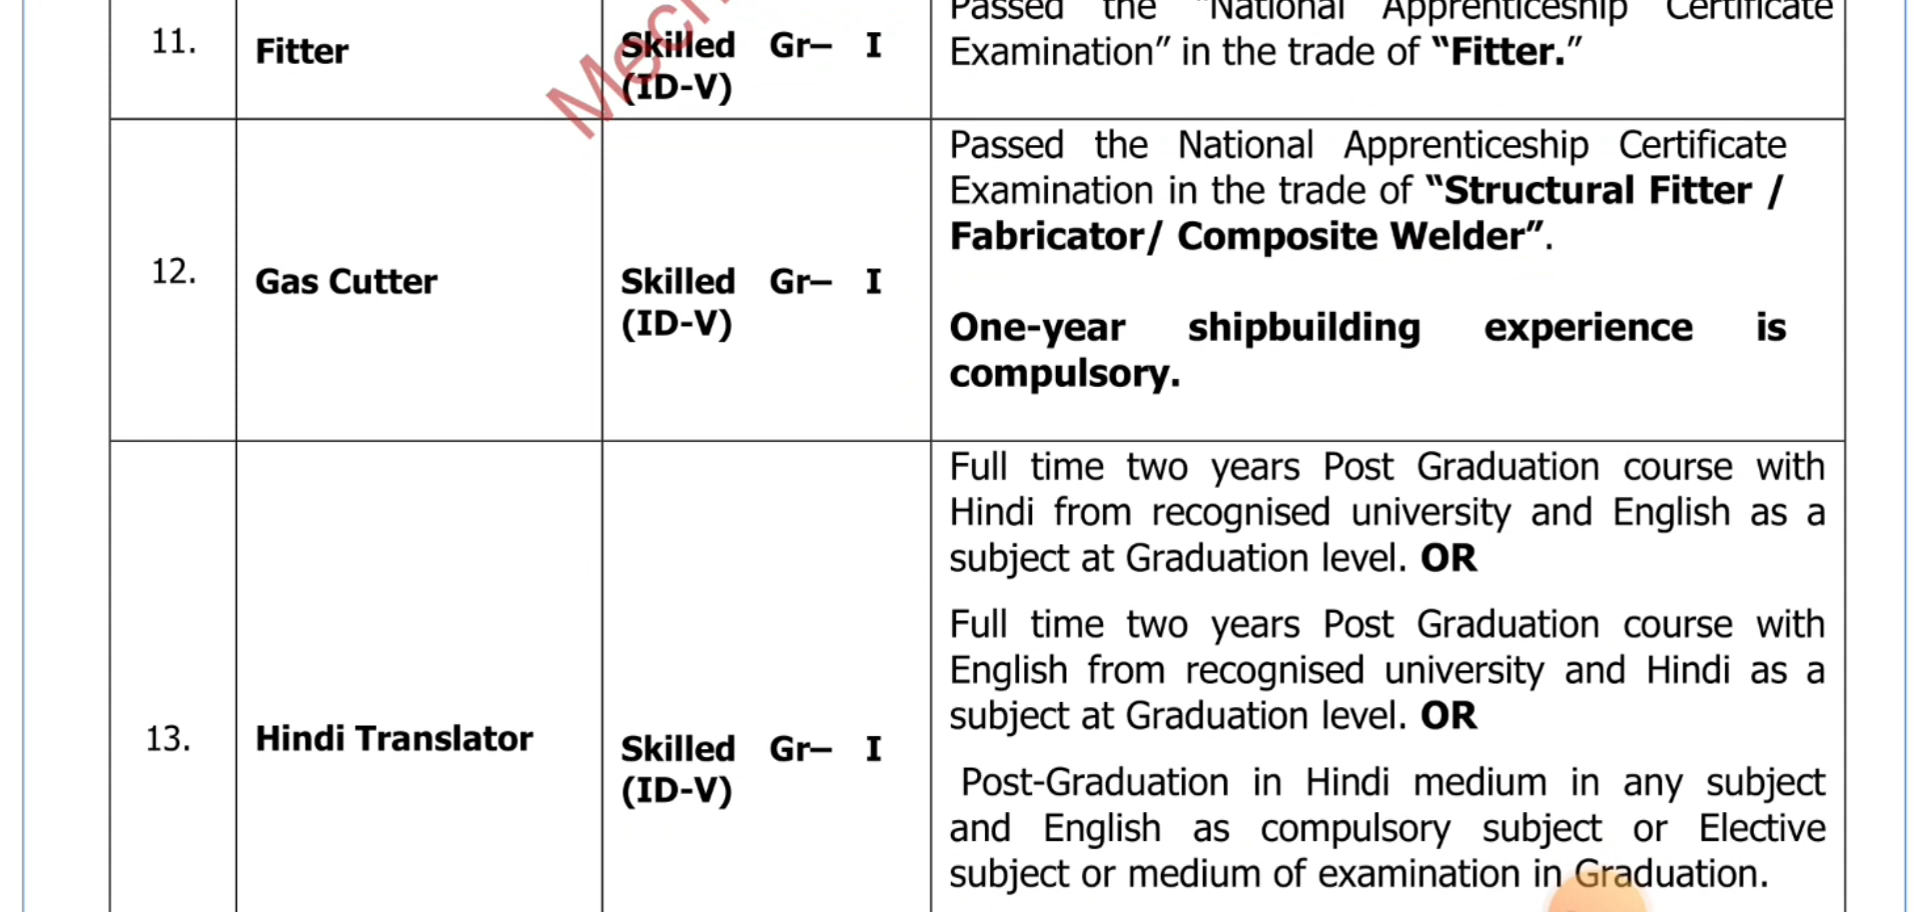 11.
Fitter
Skilled Gr– I
(ID-V)
Passed the "National Apprenticeship Certificate
Examination" in the trade of "Fitter."
Mech
12.
Gas Cutter
Skilled Gr– I
(ID-V)
Passed the National Apprenticeship Certificate
Examination in the trade of "Structural Fitter /
Fabricator/ Composite Welder".
One-year shipbuilding experience is
compulsory.
13.
Hindi Translator
Skilled Gr– I
(ID-V)
Full time two years Post Graduation course with
Hindi from recognised university and English as a
subject at Graduation level. OR
Full time two years Post Graduation course with
English from recognised university and Hindi as a
subject at Graduation level. OR
Post-Graduation in Hindi medium in any subject
and English as compulsory subject or Elective
subject or medium of examination in Graduation.